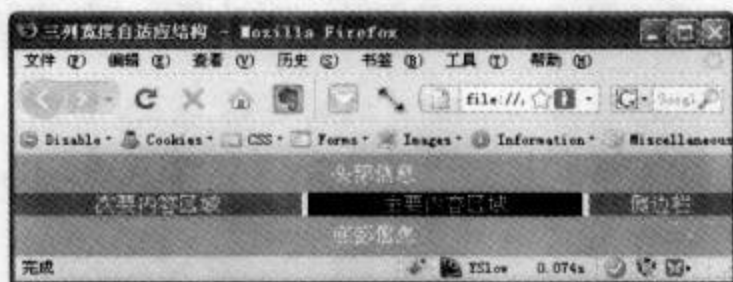 三列宽度自适应结构 - Mozilla Firefox
文件 (F) 编辑 (E) 查看 (V) 历史 (S) 书签 (B) 工具 (T) 帮助 (H)
file://
Disable Cookies CSS Forms Images Information Miscellaneous
头部信息
次要内容区域 主要内容区域 侧边栏
底部信息
完成 YSlow 0.074s